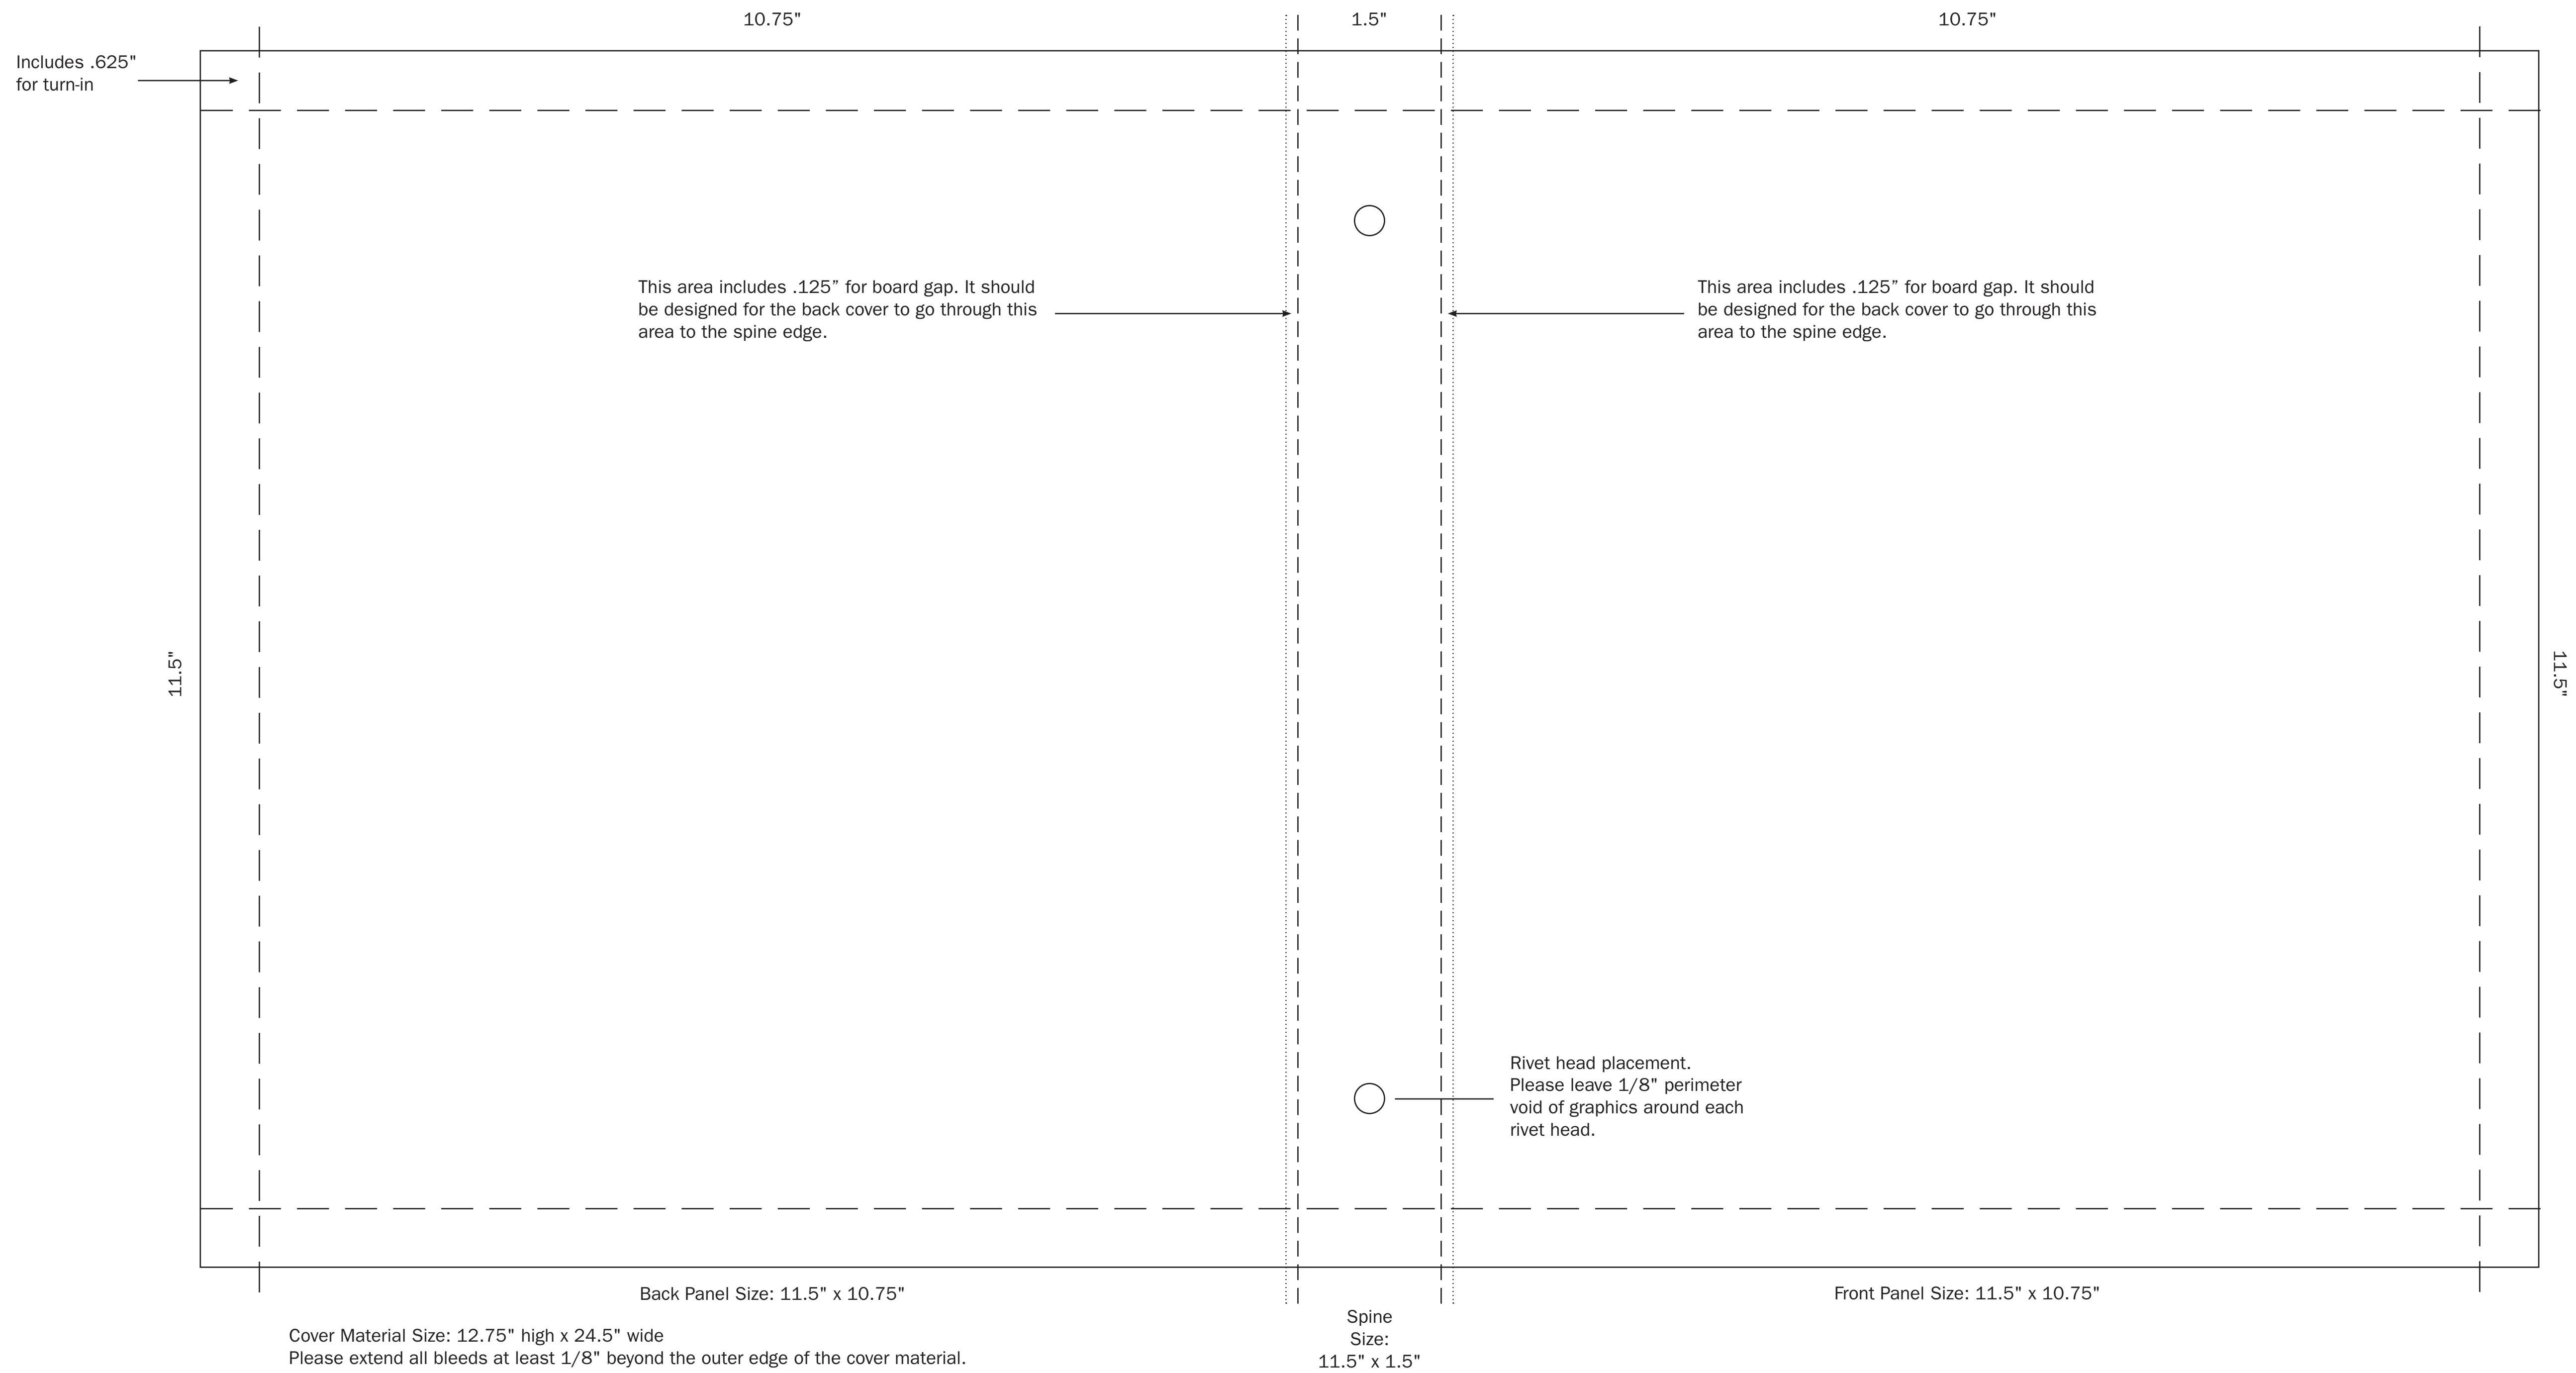 10.75"
1.5"
10.75"
Includes .625"
for turn-in
This area includes .125” for board gap. It should
be designed for the back cover to go through this
area to the spine edge.
This area includes .125” for board gap. It should
be designed for the back cover to go through this
area to the spine edge.
11.5"
11.5"
Rivet head placement.
Please leave 1/8" perimeter
void of graphics around each
rivet head.
Back Panel Size: 11.5" x 10.75"
Front Panel Size: 11.5" x 10.75"
Spine
Size:
11.5" x 1.5"
Cover Material Size: 12.75" high x 24.5" wide
Please extend all bleeds at least 1/8" beyond the outer edge of the cover material.